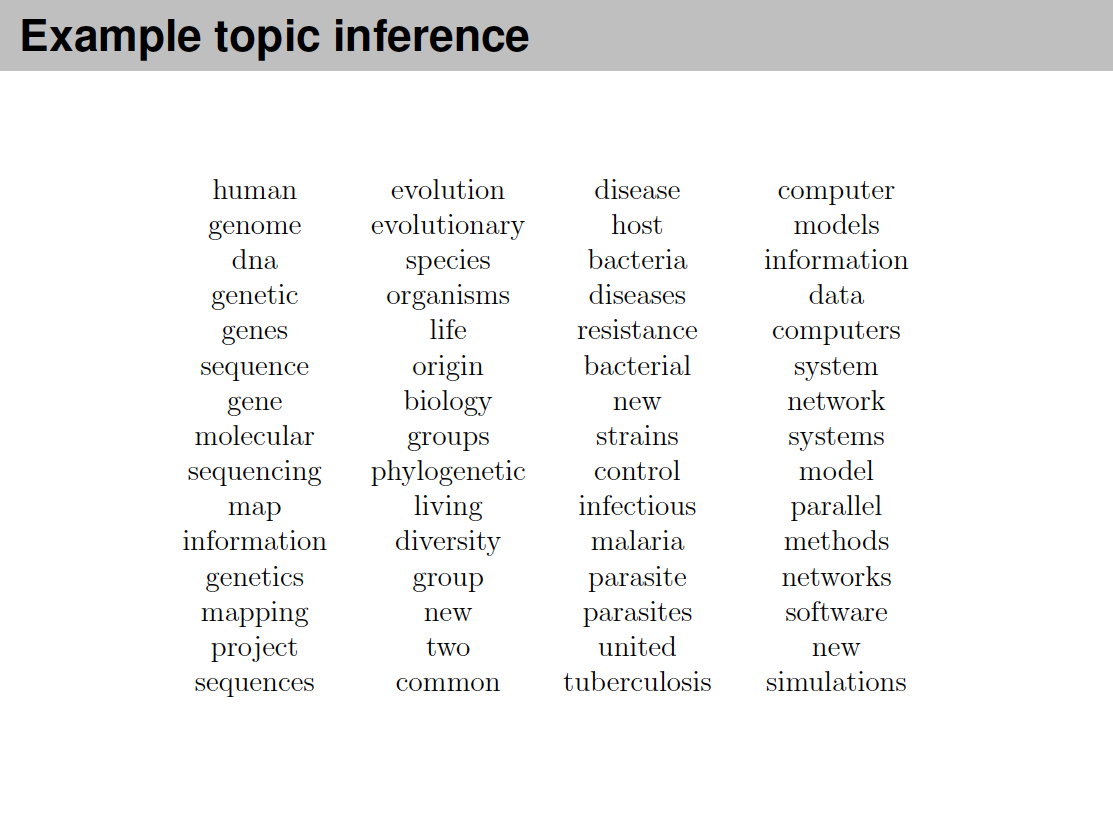 Example topic inference
human evolution disease computer
genome evolutionary host models
dna species bacteria information
genetic organisms diseases data
genes life resistance computers
sequence origin bacterial system
gene biology new network
molecular groups strains systems
sequencing phylogenetic control model
map living infectious parallel
information diversity malaria methods
genetics group parasite networks
mapping new parasites software
project two united new
sequences common tuberculosis simulations